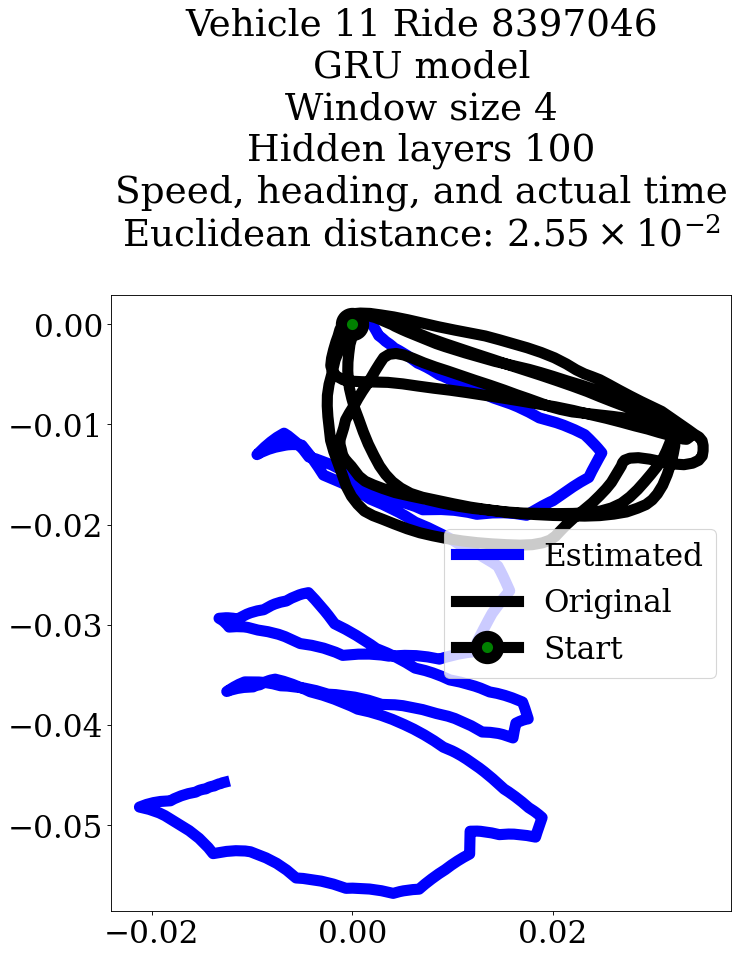 Vehicle 11 Ride 8397046
GRU model
Window size 4
Hidden layers 100
Speed, heading, and actual time
Euclidean distance: 2.55 × 10⁻²
0.00
−0.01
−0.02
−0.03
−0.04
−0.05
Estimated
Original
Start
−0.02 0.00 0.02